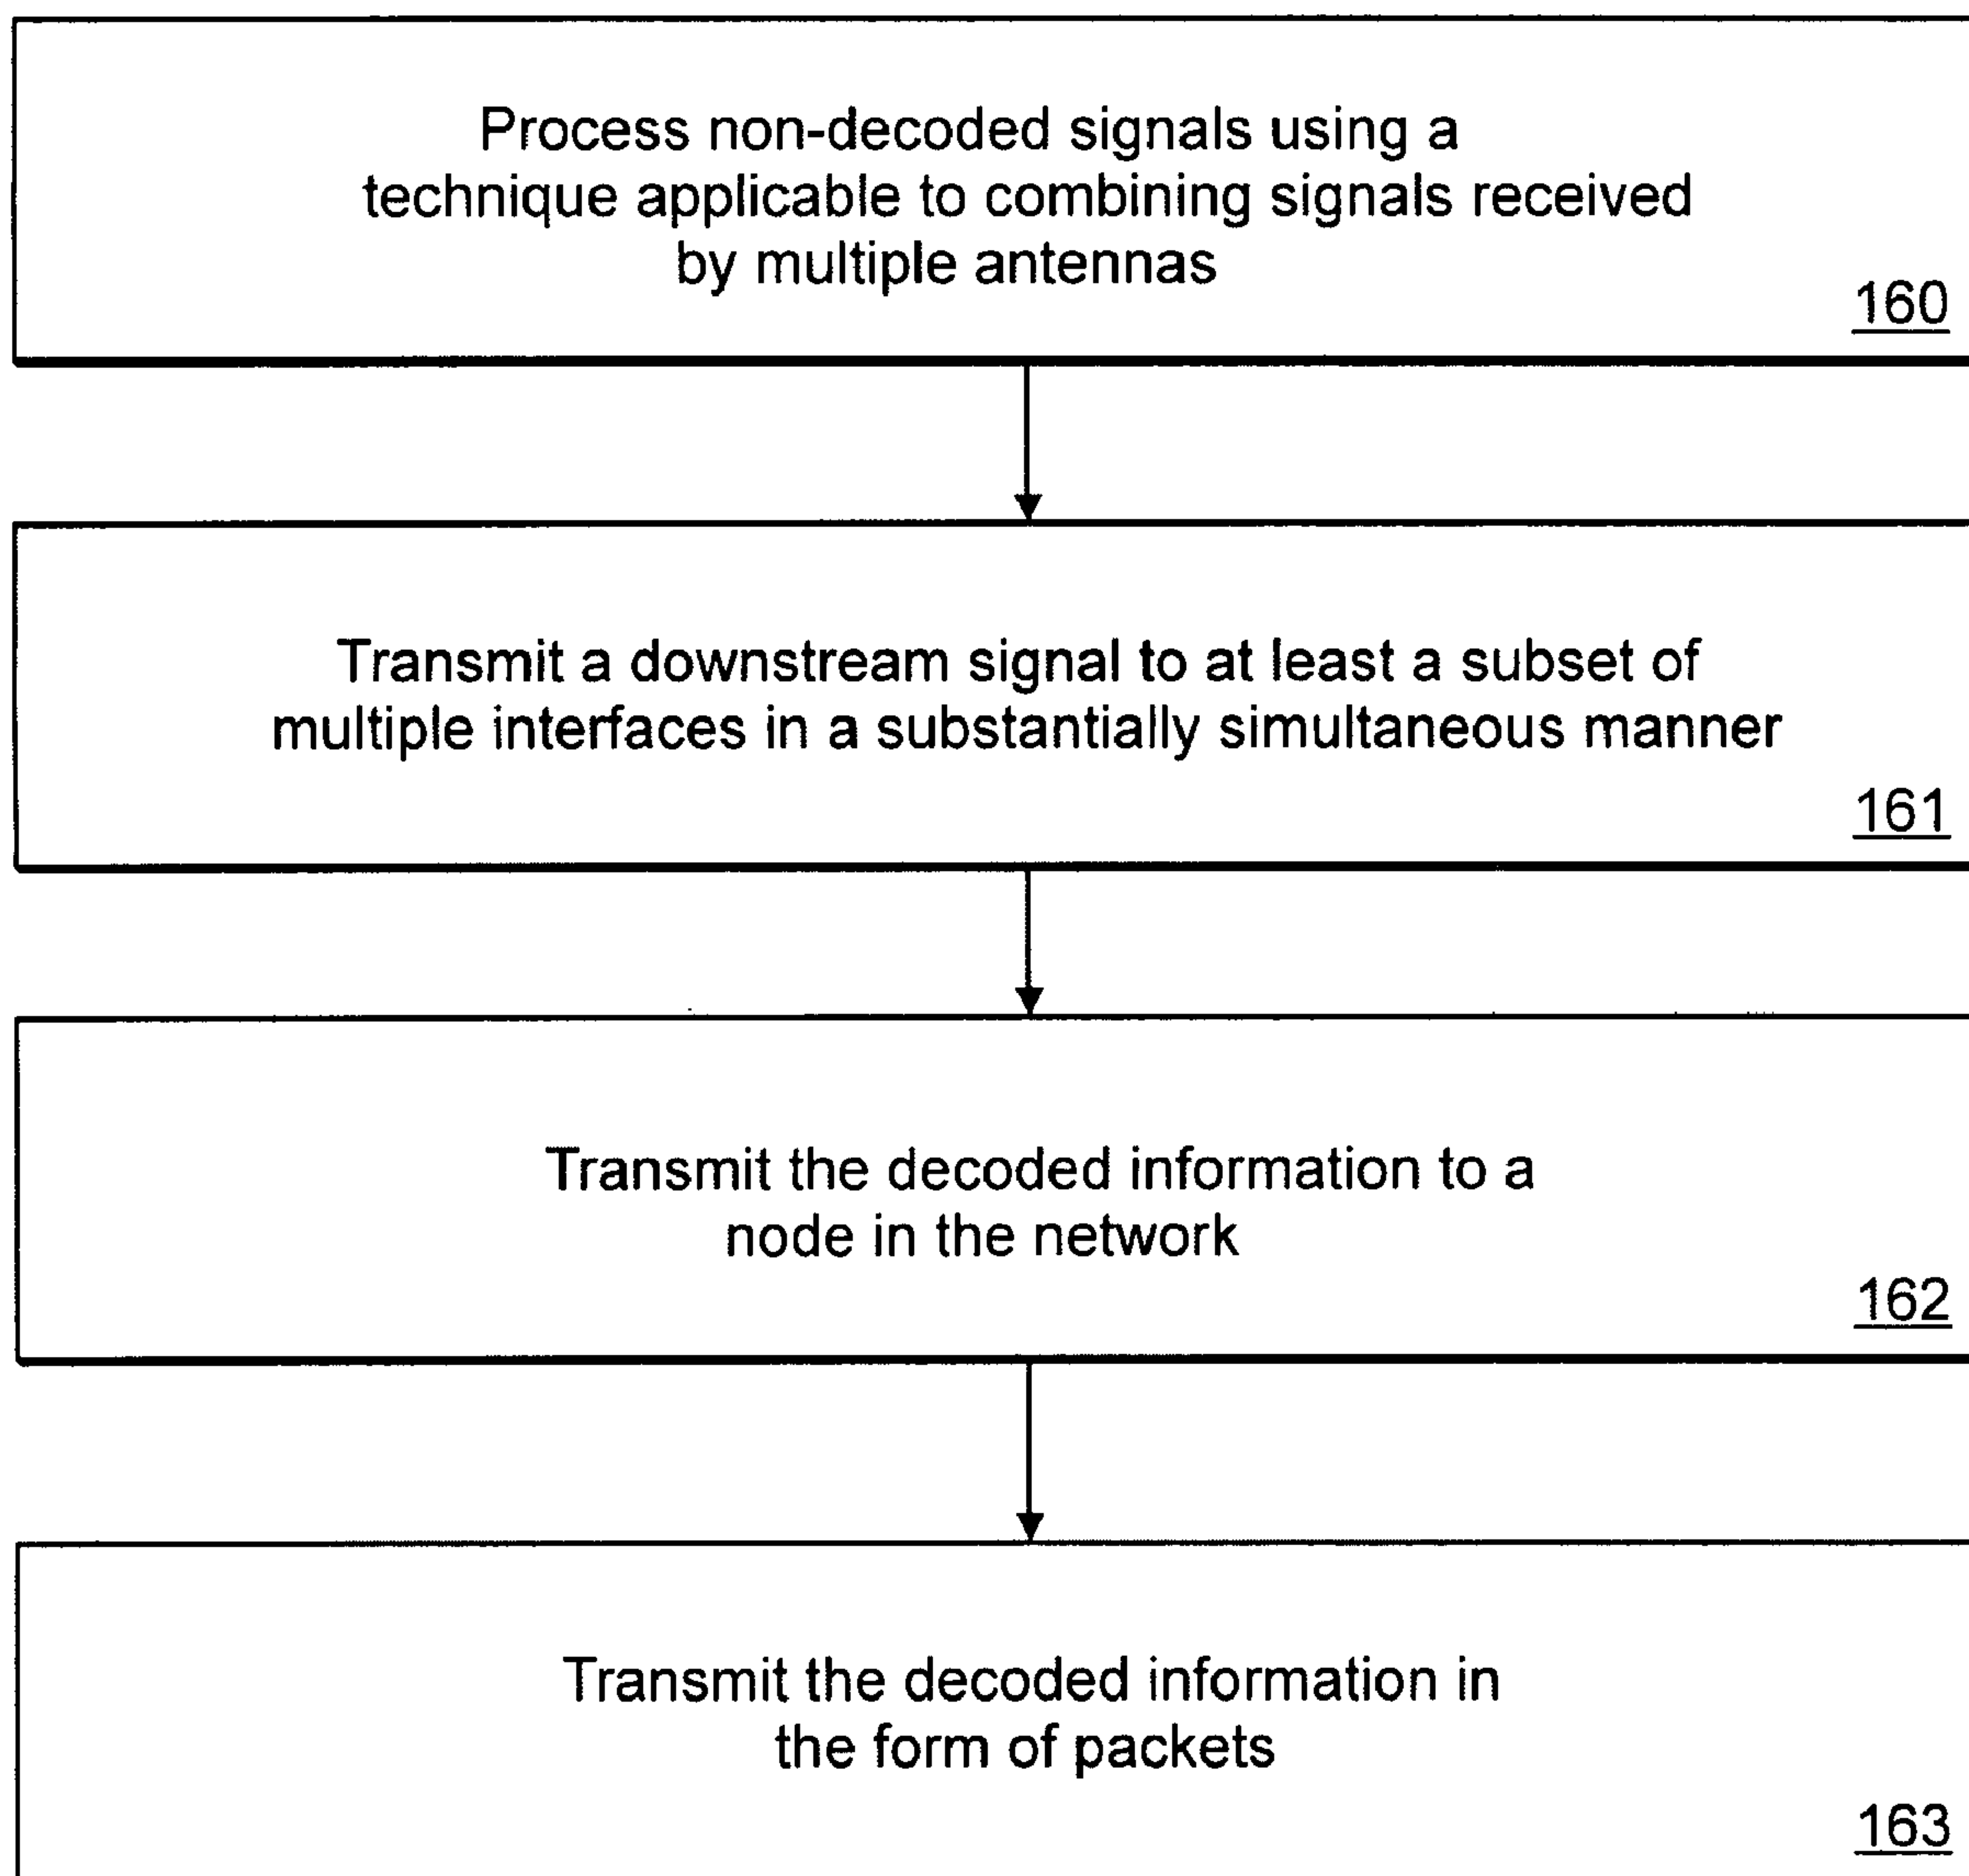 Process non-decoded signals using a
technique applicable to combining signals received
by multiple antennas
160
Transmit a downstream signal to at least a subset of
multiple interfaces in a substantially simultaneous manner
161
Transmit the decoded information to a
node in the network
162
Transmit the decoded information in
the form of packets
163